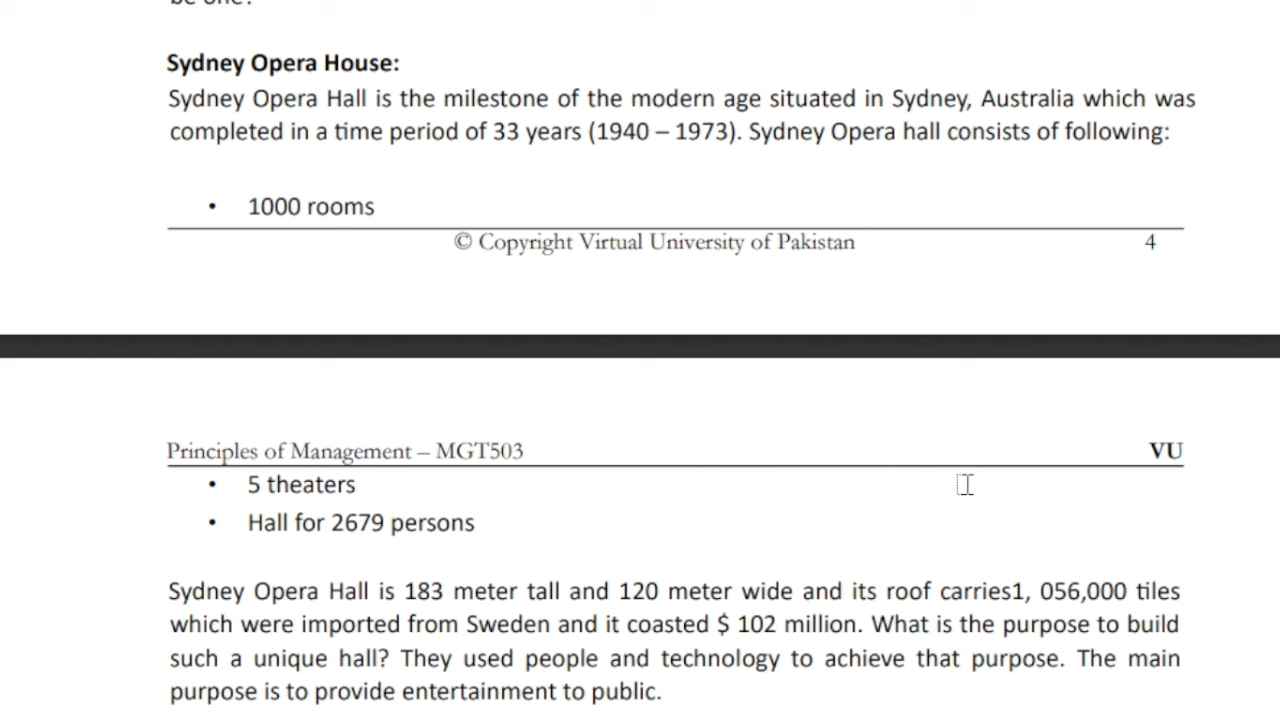 be one?
Sydney Opera House:
Sydney Opera Hall is the milestone of the modern age situated in Sydney, Australia which was
completed in a time period of 33 years (1940 – 1973). Sydney Opera hall consists of following:
• 1000 rooms
© Copyright Virtual University of Pakistan 4
Principles of Management – MGT503 VU
• 5 theaters
• Hall for 2679 persons
Sydney Opera Hall is 183 meter tall and 120 meter wide and its roof carries1, 056,000 tiles
which were imported from Sweden and it coasted $ 102 million. What is the purpose to build
such a unique hall? They used people and technology to achieve that purpose. The main
purpose is to provide entertainment to public.